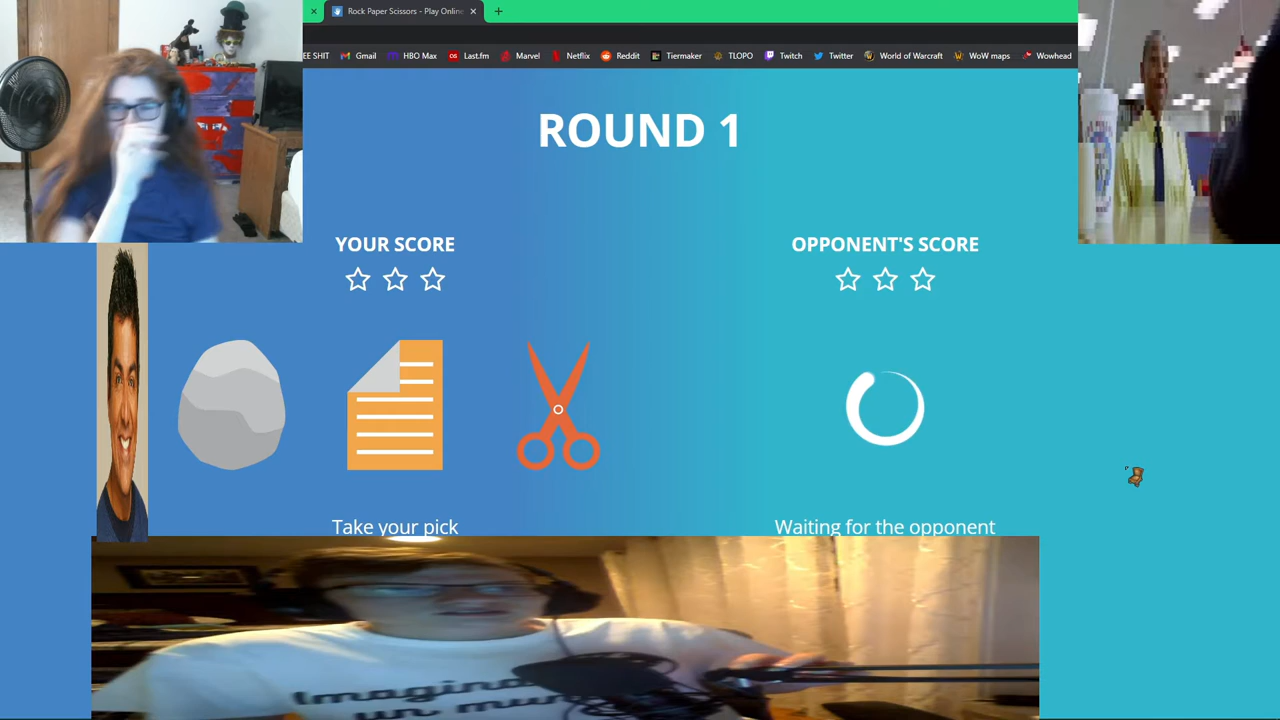 Rock Paper Scissors - Play Online
EE SHIT Gmail HBO Max Last.fm Marvel Netflix Reddit Tiermaker TLOPO Twitch Twitter World of Warcraft WoW maps Wowhead
ROUND 1
YOUR SCORE
OPPONENT'S SCORE
Take your pick
Waiting for the opponent
un